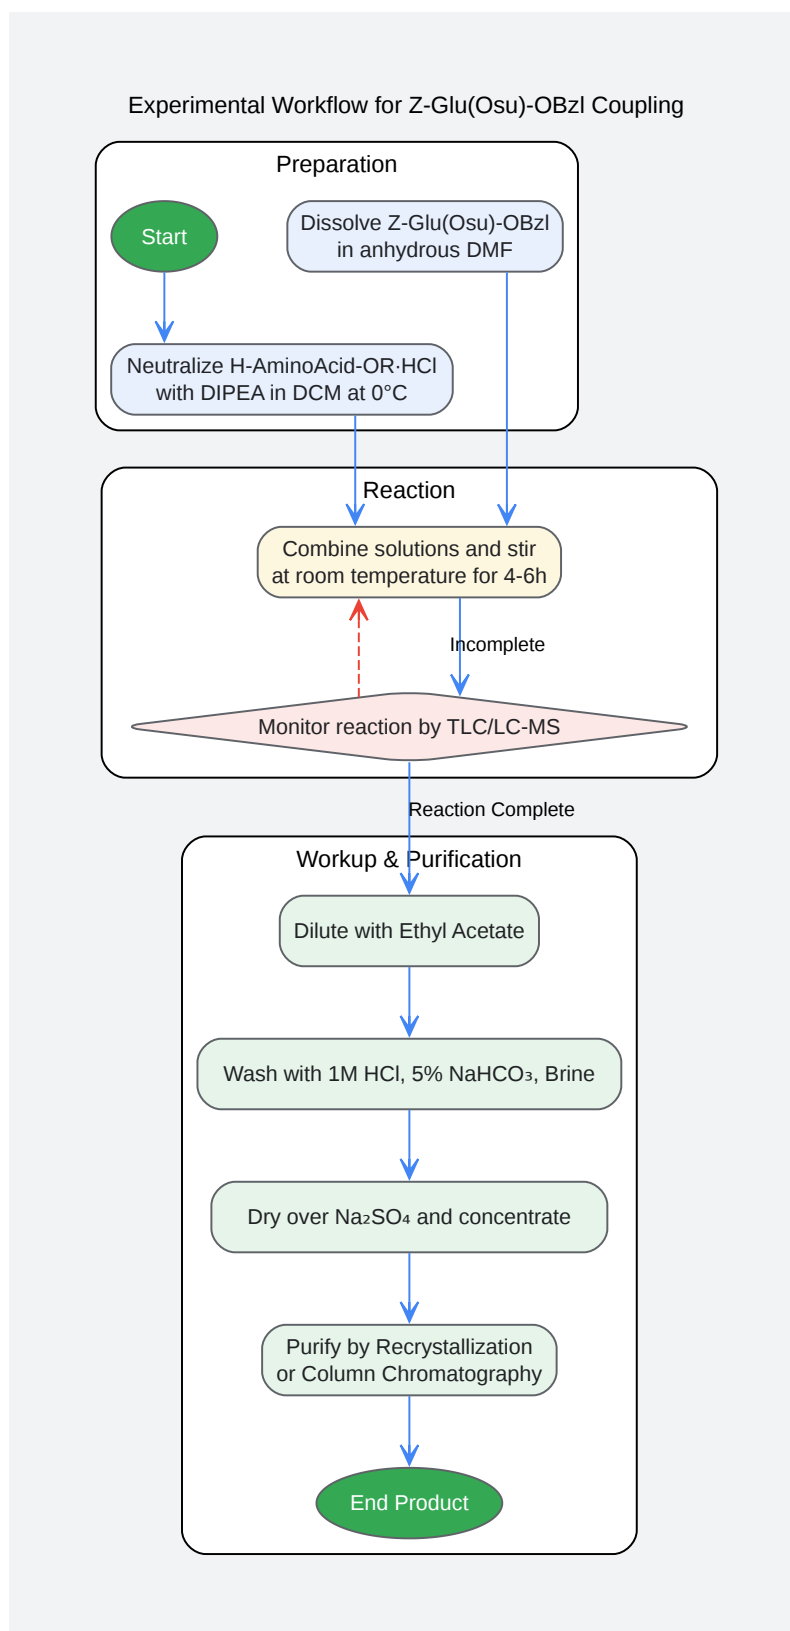 Experimental Workflow for Z-Glu(Osu)-OBzl Coupling
Preparation
Start
Dissolve Z-Glu(Osu)-OBzl
in anhydrous DMF
Neutralize H-AminoAcid-OR·HCl
with DIPEA in DCM at 0°C
Reaction
Combine solutions and stir
at room temperature for 4-6h
Incomplete
Monitor reaction by TLC/LC-MS
Reaction Complete
Workup & Purification
Dilute with Ethyl Acetate
Wash with 1M HCl, 5% NaHCO₃, Brine
Dry over Na₂SO₄ and concentrate
Purify by Recrystallization
or Column Chromatography
End Product